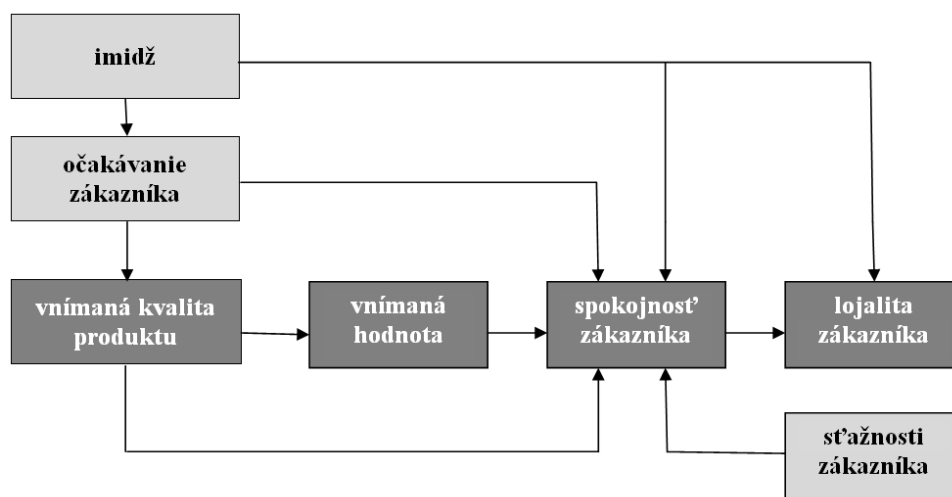 imidž
očakávanie
zákazníka
vnímaná kvalita
produktu
vnímaná
hodnota
spokojnosť
zákazníka
lojalita
zákazníka
sťažnosti
zákazníka